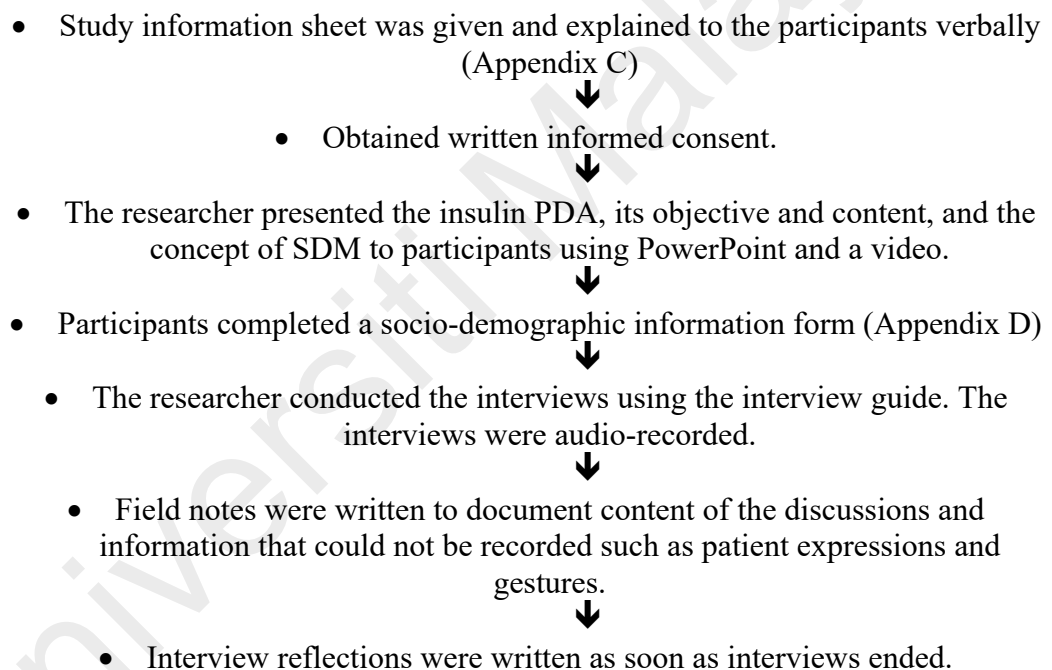 • Study information sheet was given and explained to the participants verbally
(Appendix C)
• Obtained written informed consent.
• The researcher presented the insulin PDA, its objective and content, and the
concept of SDM to participants using PowerPoint and a video.
• Participants completed a socio-demographic information form (Appendix D)
• The researcher conducted the interviews using the interview guide. The
interviews were audio-recorded.
• Field notes were written to document content of the discussions and
information that could not be recorded such as patient expressions and
gestures.
• Interview reflections were written as soon as interviews ended.
niversiti Malay